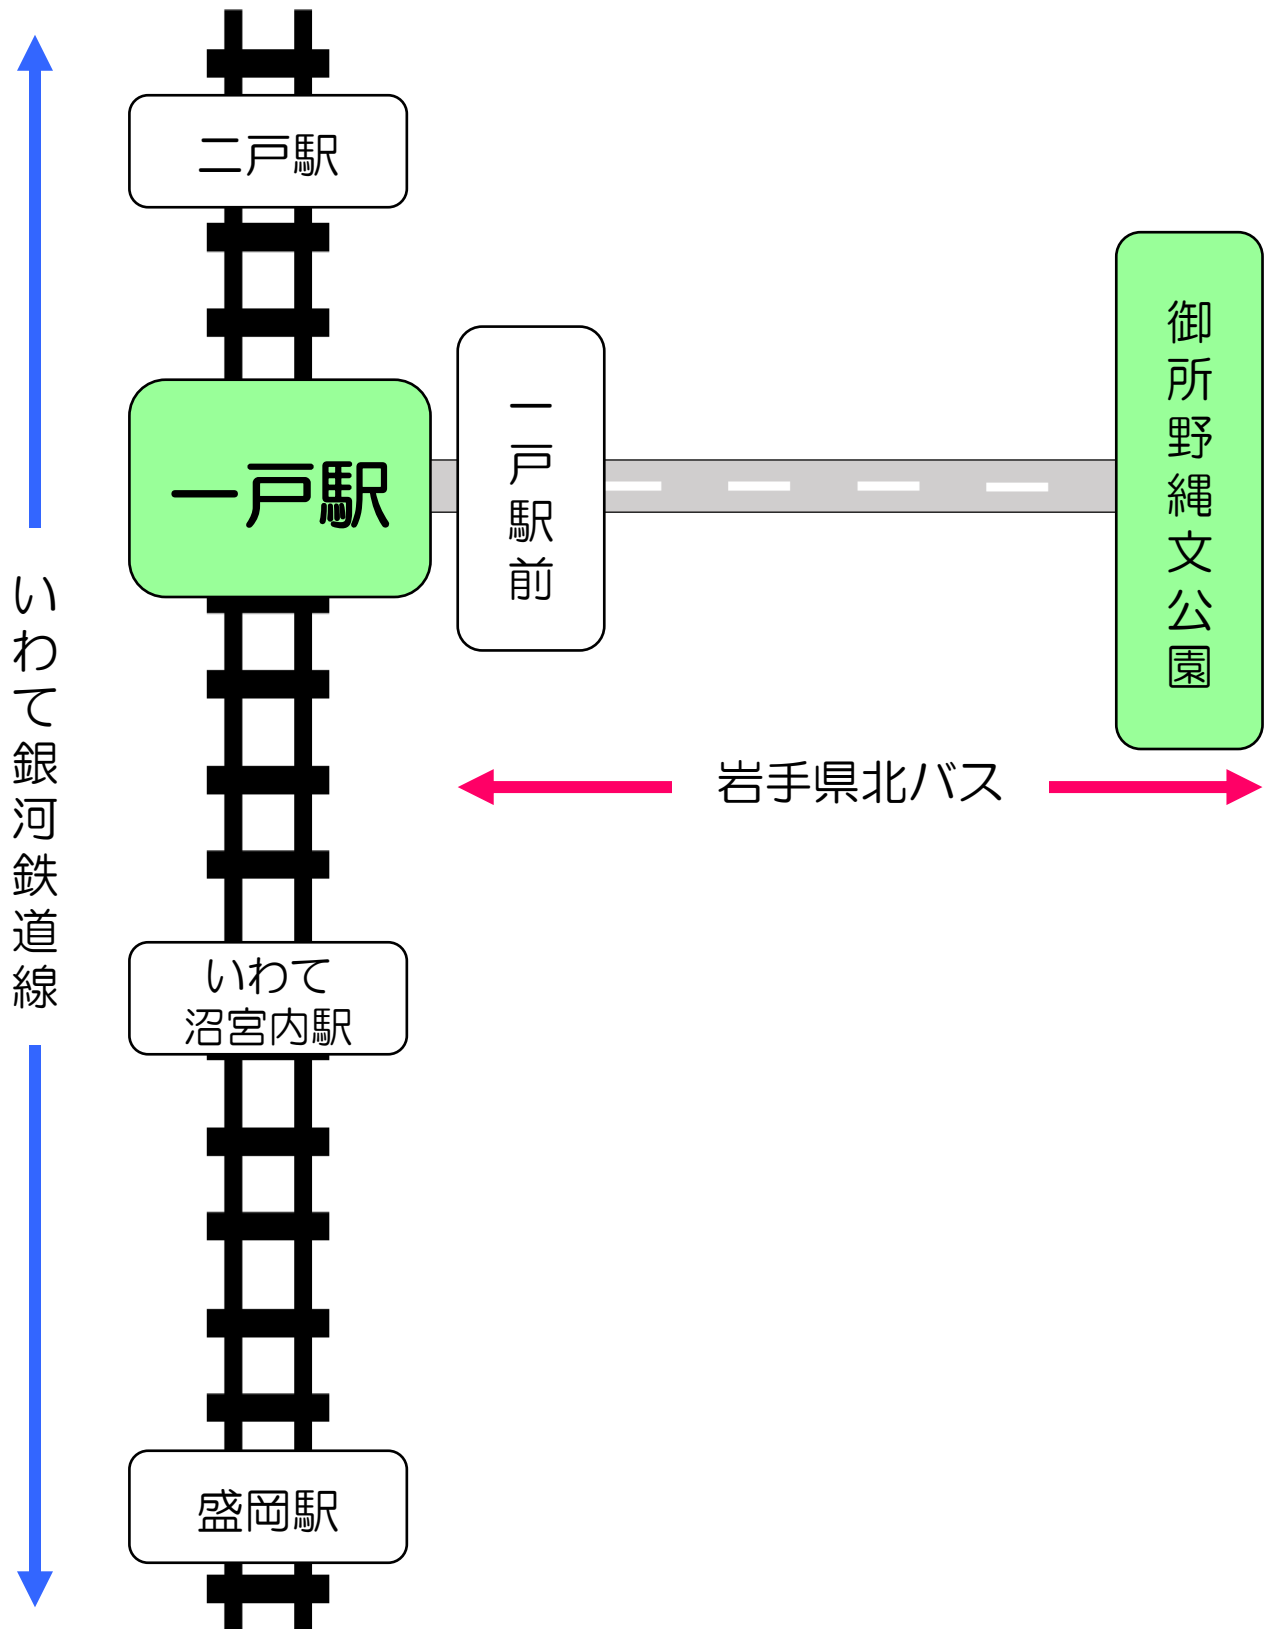 二戸駅
一戸駅
一戸駅前
御所野縄文公園
いわて銀河鉄道線
岩手県北バス
いわて
沼宮内駅
盛岡駅